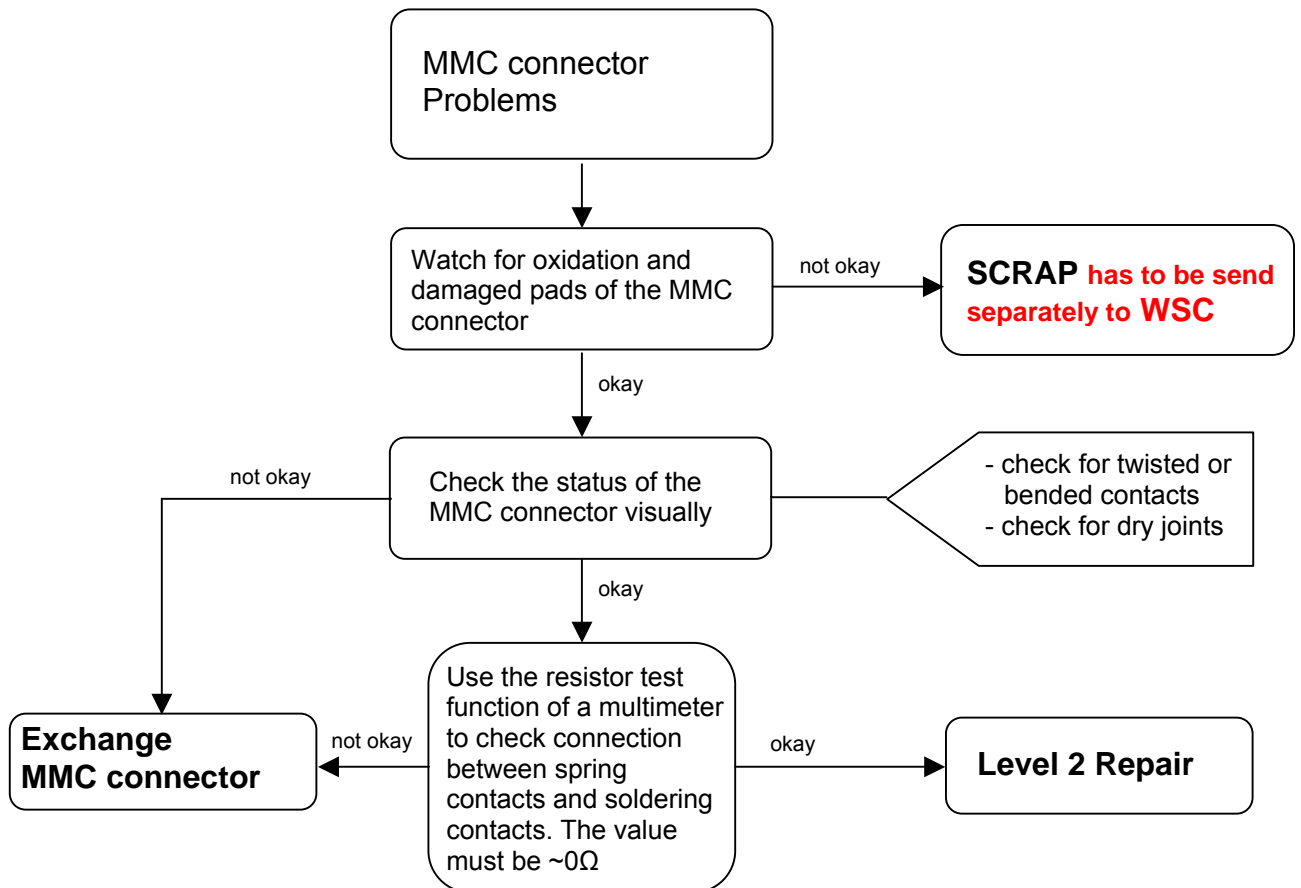 MMC connector
Problems
Watch for oxidation and
damaged pads of the MMC
connector
not okay
SCRAP has to be send
separately to WSC
okay
not okay
Check the status of the
MMC connector visually
- check for twisted or
bended contacts
- check for dry joints
okay
Use the resistor test
function of a multimeter
to check connection
between spring
contacts and soldering
contacts. The value
must be ~0Ω
not okay
Exchange
MMC connector
okay
Level 2 Repair